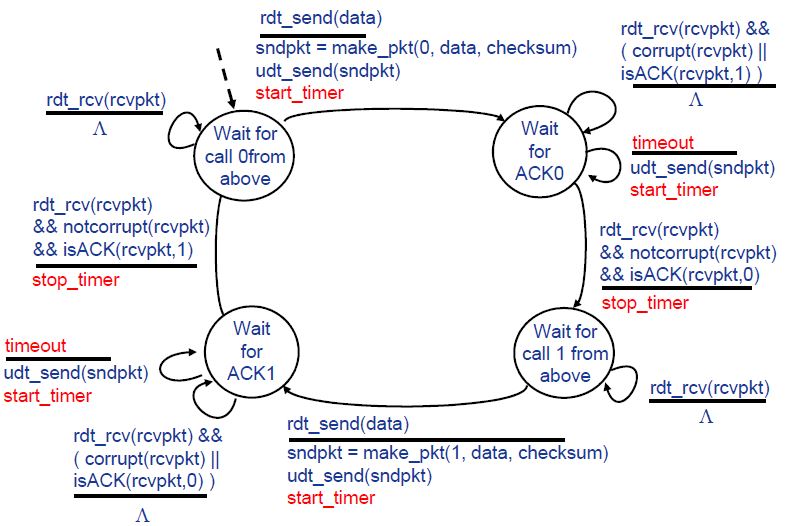 rdt_send(data)
sndpkt = make_pkt(0, data, checksum)
udt_send(sndpkt)
start_timer
rdt_rcv(rcvpkt) &&
( corrupt(rcvpkt) ||
isACK(rcvpkt,1) )
Λ
rdt_rcv(rcvpkt)
Λ
Wait for
call 0from
above
Wait
for
ACK0
timeout
udt_send(sndpkt)
start_timer
rdt_rcv(rcvpkt)
&& notcorrupt(rcvpkt)
&& isACK(rcvpkt,1)
stop_timer
rdt_rcv(rcvpkt)
&& notcorrupt(rcvpkt)
&& isACK(rcvpkt,0)
stop_timer
Wait
for
ACK1
Wait for
call 1 from
above
timeout
udt_send(sndpkt)
start_timer
rdt_rcv(rcvpkt)
Λ
rdt_rcv(rcvpkt) &&
( corrupt(rcvpkt) ||
isACK(rcvpkt,0) )
Λ
rdt_send(data)
sndpkt = make_pkt(1, data, checksum)
udt_send(sndpkt)
start_timer